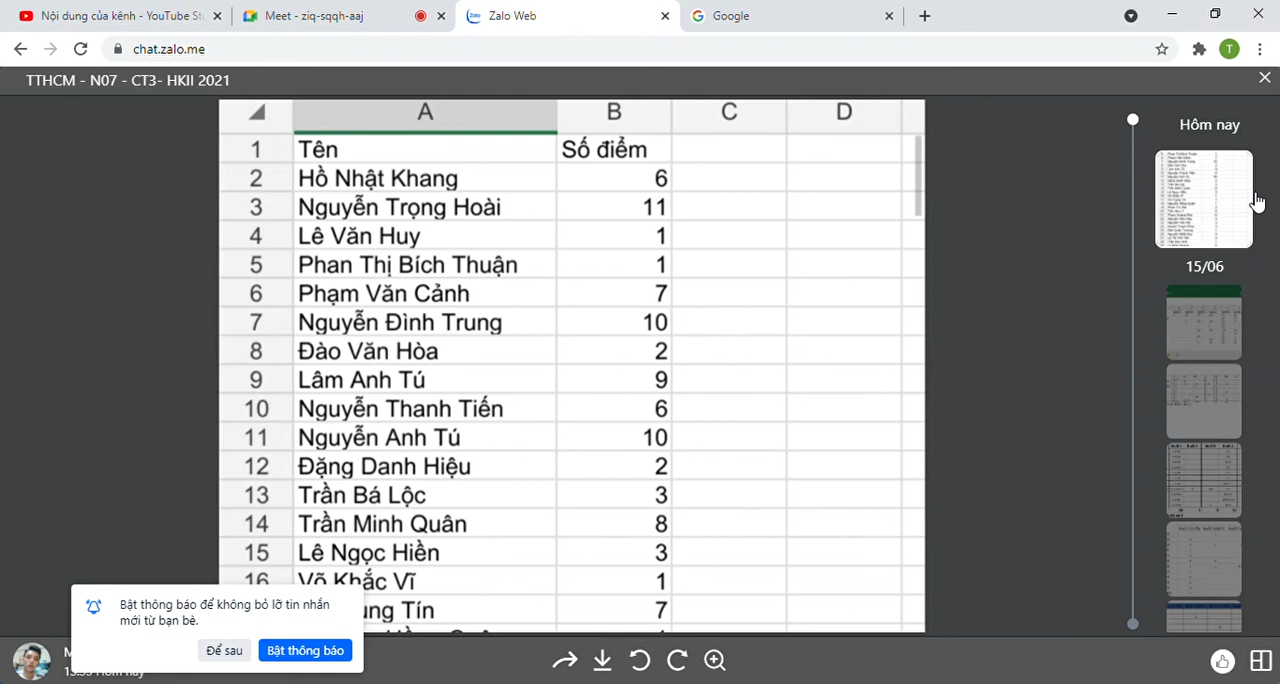 Nội dung của kênh - YouTube St
Meet - ziq-sqqh-aaj
Zalo Web
Google
chat.zalo.me
T
TTHCM - N07 - CT3- HKII 2021
Hôm nay
A B C D
1 Tên Số điểm
2 Hồ Nhật Khang 6
3 Nguyễn Trọng Hoài 11
4 Lê Văn Huy 1
5 Phan Thị Bích Thuận 1
6 Phạm Văn Cảnh 7
7 Nguyễn Đình Trung 10
8 Đào Văn Hòa 2
9 Lâm Anh Tú 9
10 Nguyễn Thanh Tiến 6
11 Nguyễn Anh Tú 10
12 Đặng Danh Hiệu 2
13 Trần Bá Lộc 3
14 Trần Minh Quân 8
15 Lê Ngọc Hiền 3
16 Võ Khắc Vĩ 1
ung Tín 7
15/06
Bật thông báo để không bỏ lỡ tin nhắn
mới từ bạn bè.
Để sau
Bật thông báo